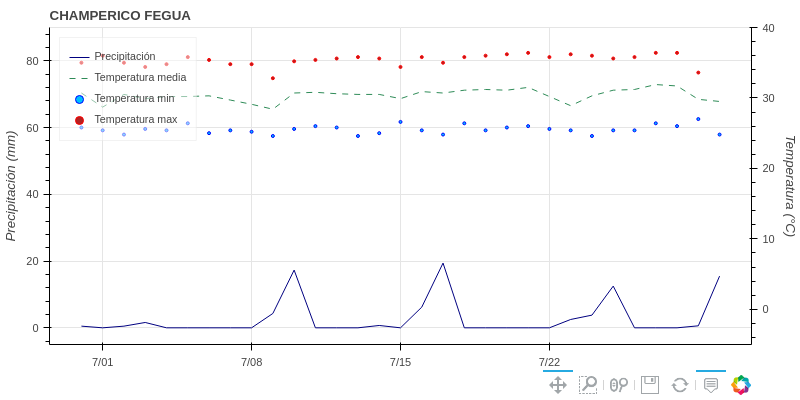 CHAMPERICO FEGUA
Precipitación
Temperatura media
Temperatura min
Temperatura max
Precipitación (mm)
80
60
40
20
0
40
30
20
10
0
Temperatura (°C)
7/01
7/08
7/15
7/22